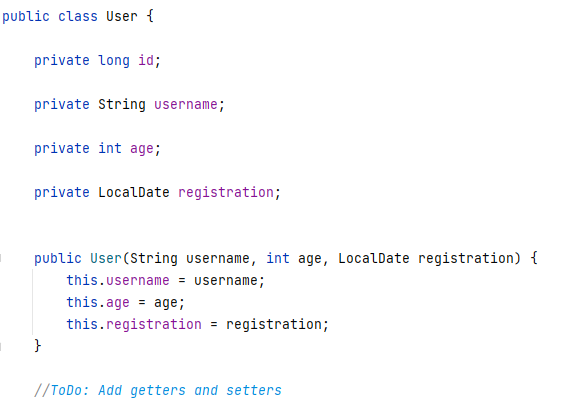 public class User {
private long id;
private String username;
private int age;
private LocalDate registration;
public User(String username, int age, LocalDate registration) {
this.username = username;
this.age = age;
this.registration = registration;
}
//ToDo: Add getters and setters